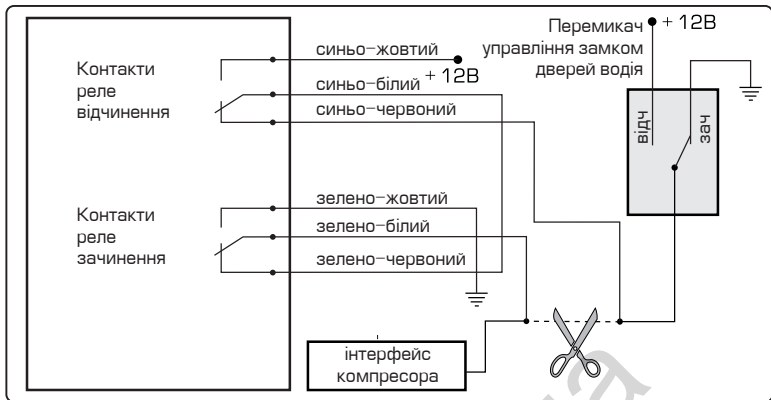 Контакти
реле
відчинення
синьо-жовтий
+ 12В
синьо-білий
синьо-червоний
Перемикач
управління замком
дверей водія
+ 12В
відч
зач
Контакти
реле
зачинення
зелено-жовтий
зелено-білий
зелено-червоний
інтерфейс
компресора